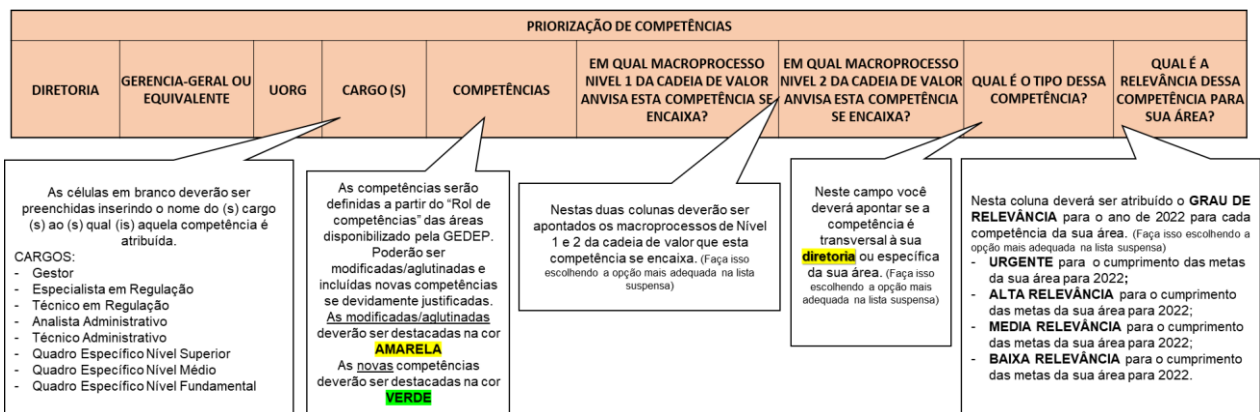 PRIORIZAÇÃO DE COMPETÊNCIAS
DIRETORIA
GERENCIA-GERAL OU
EQUIVALENTE
UORG
CARGO (S)
COMPETÊNCIAS
EM QUAL MACROPROCESSO
NIVEL 1 DA CADEIA DE VALOR
ANVISA ESTA COMPETÊNCIA SE
ENCAIXA?
EM QUAL MACROPROCESSO
NIVEL 2 DA CADEIA DE VALOR
ANVISA ESTA COMPETÊNCIA
SE ENCAIXA?
QUAL É O TIPO DESSA
COMPETÊNCIA?
QUAL É A
RELEVÂNCIA DESSA
COMPETÊNCIA PARA
SUA ÁREA?
As células em branco deverão ser
preenchidas inserindo o nome do (s) cargo
(s) ao (s) qual (is) aquela competência é
atribuída.
CARGOS:
- Gestor
- Especialista em Regulação
- Técnico em Regulação
- Analista Administrativo
- Técnico Administrativo
- Quadro Específico Nível Superior
- Quadro Específico Nível Médio
- Quadro Específico Nível Fundamental
As competências serão
definidas a partir do “Rol de
competências” das áreas
disponibilizado pela GEDEP.
Poderão ser
modificadas/aglutinadas e
incluídas novas competências
se devidamente justificadas.
As modificadas/aglutinadas
deverão ser destacadas na cor
AMARELA
As novas competências
deverão ser destacadas na cor
VERDE
Nestas duas colunas deverão ser
apontados os macroprocessos de Nível
1 e 2 da cadeia de valor que esta
competência se encaixa. (Faça isso
escolhendo a opção mais adequada na lista
suspensa)
Neste campo você
deverá apontar se a
competência é
transversal à sua
diretoria ou específica
da sua área. (Faça isso
escolhendo a opção mais
adequada na lista suspensa)
Nesta coluna deverá ser atribuído o GRAU DE
RELEVÂNCIA para o ano de 2022 para cada
competência da sua área. (Faça isso escolhendo a
opção mais adequada na lista suspensa)
- URGENTE para o cumprimento das metas
da sua área para 2022;
- ALTA RELEVÂNCIA para o cumprimento
das metas da sua área para 2022;
- MEDIA RELEVÂNCIA para o cumprimento
das metas da sua área para 2022;
- BAIXA RELEVÂNCIA para o cumprimento
das metas da sua área para 2022.